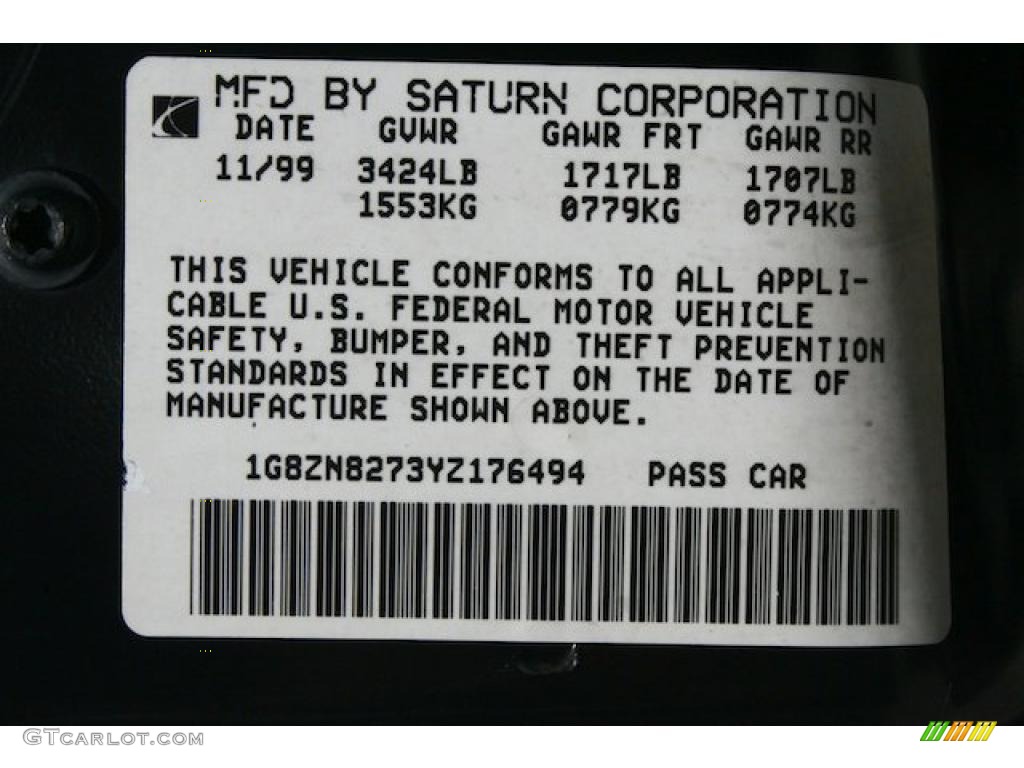 MFD BY SATURN CORPORATION
DATE GVWR GAWR FRT GAWR RR
11/99 3424LB 1717LB 1707LB
1553KG 0779KG 0774KG
THIS VEHICLE CONFORMS TO ALL APPLI-
CABLE U.S. FEDERAL MOTOR VEHICLE
SAFETY, BUMPER, AND THEFT PREVENTION
STANDARDS IN EFFECT ON THE DATE OF
MANUFACTURE SHOWN ABOVE.
1G8ZN8273YZ176494 PASS CAR
GTCARLOT.COM